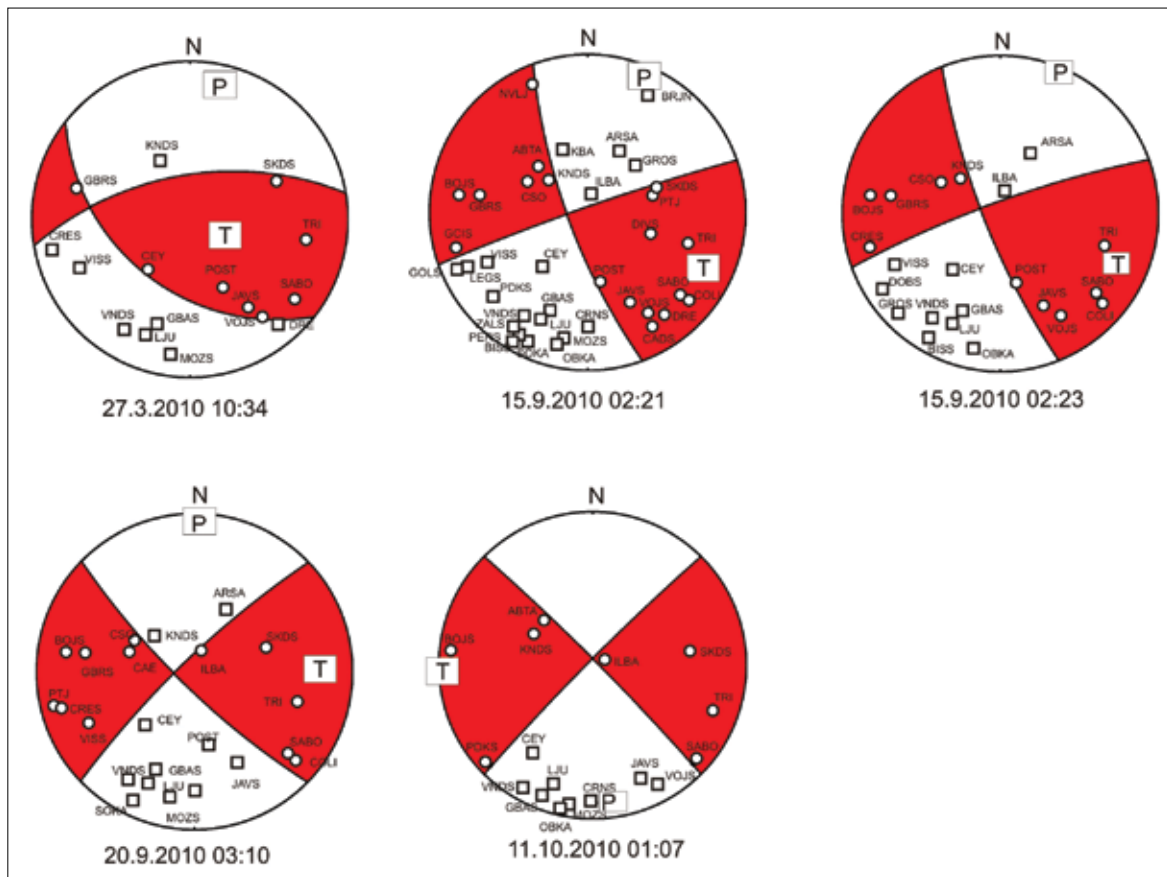 N
P
KNDS
SKDS
GBRS
T
TRI
CRES
VISS
CEY
POST
SABO
JAVS
VOJS
DRE
VNDS
GBAS
LJU
MOZS
27.3.2010 10:34
N
P
NVLJ
BRJN
ABTA
KBA
ARSA
GROS
BOJS
GBRS
CSO
KNDS
ILBA
SKDS
PTJ
GCIS
DIVS
TRI
GOLS
LEGS
VISS
CEY
T
POST
PDKS
SABO
COLI
JAVS
VOJS
DRE
GBAS
CRNS
VNDS
ZALS
LJU
CADS
PERS
MOZS
BISS
OBKA
15.9.2010 02:21
N
P
ARSA
KNDS
CSO
ILBA
BOJS
GBRS
CRES
TRI
VISS
CEY
T
DOBS
POST
SABO
GROS
VNDS
GBAS
JAVS
COLI
LJU
VOJS
BISS
OBKA
15.9.2010 02:23
N
P
ARSA
CSO
KNDS
SKDS
BOJS
GBRS
CAE
ILBA
T
PTJ
CRES
TRI
VISS
CEY
POST
SABO
COLI
VNDS
GBAS
JAVS
LJU
SOKA
MOZS
20.9.2010 03:10
N
ABTA
BOJS
KNDS
SKDS
ILBA
T
TRI
POKS
CEY
SABO
LJU
JAVS
VOJS
VNDS
CRNS
P
GBAS
MOZS
OBKA
11.10.2010 01:07